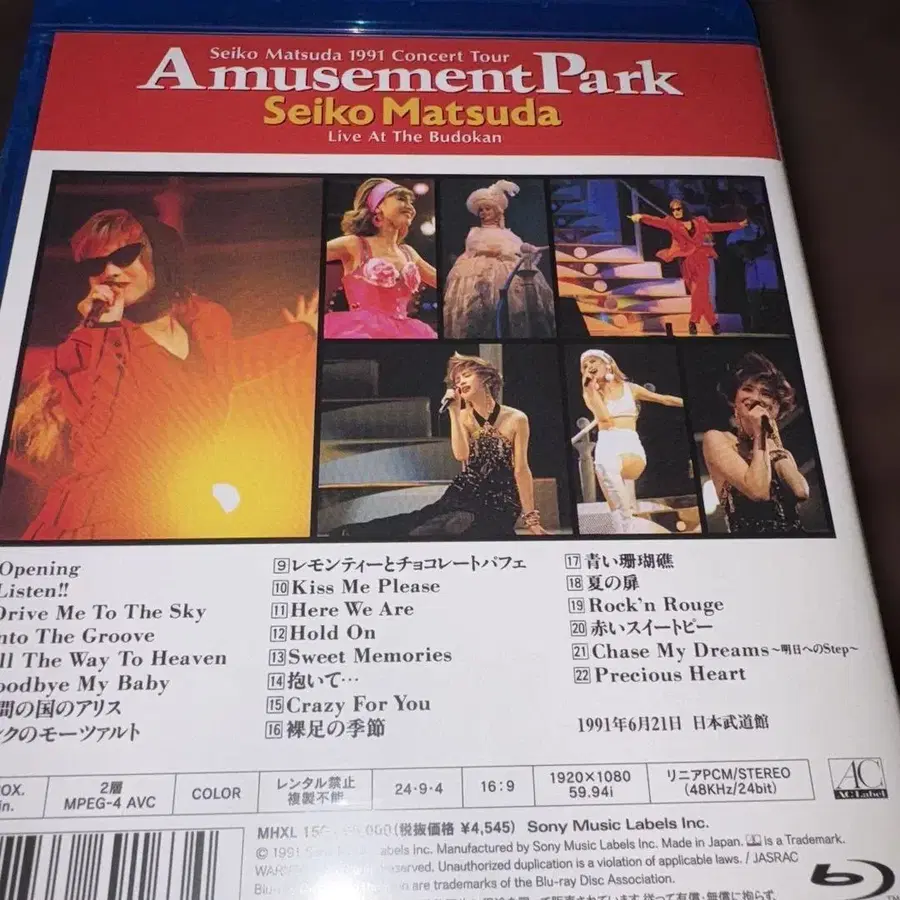 Seiko Matsuda 1991 Concert Tour
Amusement Park
Seiko Matsuda
Live At The Budokan
Opening
Listen!!
Drive Me To The Sky
nto The Groove
ll The Way To Heaven
oodbye My Baby
間の国のアリス
クのモーツァルト
9 レモンティーとチョコレートパフェ
10 Kiss Me Please
11 Here We Are
12 Hold On
13 Sweet Memories
14 抱いて…
15 Crazy For You
16 裸足の季節
17 青い珊瑚礁
18 夏の扉
19 Rock'n Rouge
20 赤いスイートピー
21 Chase My Dreams~明日へのStep~
22 Precious Heart
1991年6月21日 日本武道館
OX.
in.
2層
MPEG-4 AVC
COLOR
レンタル禁止
複製不能
24・9・4
16:9
1920×1080
59.94i
リニアPCM/STEREO
(48KHz/24bit)
AC
AC Label
MHXL (税抜価格 ¥4,545) Sony Music Labels Inc.
© 1991 Labels Inc. Manufactured by Sony Music Labels Inc. Made in Japan. is a Trademark.
reserved. Unauthorized duplication is a violation of applicable laws. / JASRAC
are trademarks of the Blu-ray Disc Association.